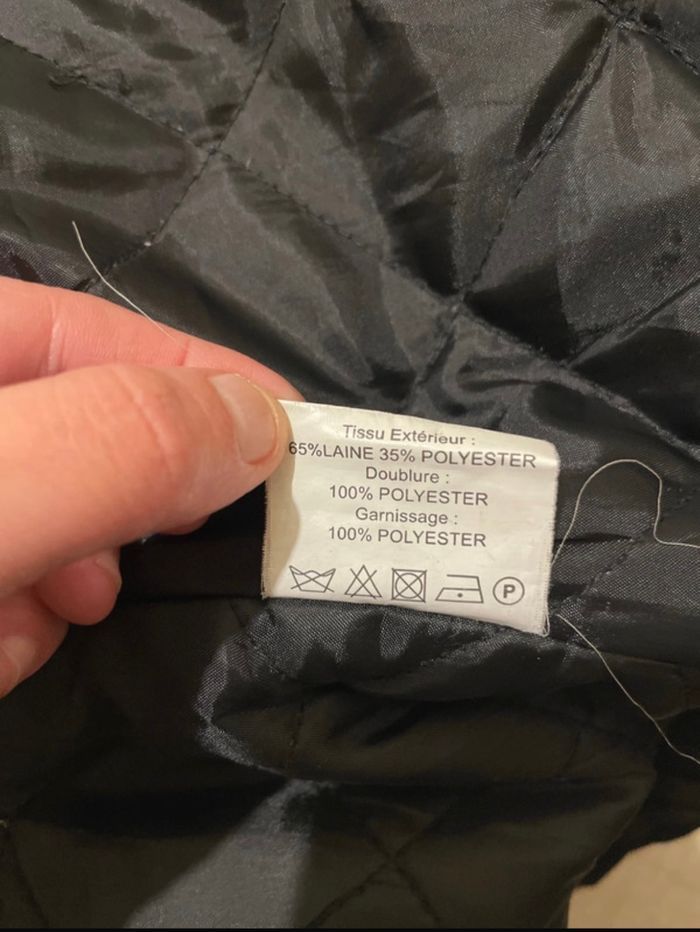 Tissu Extérieur :
65%LAINE 35% POLYESTER
Doublure :
100% POLYESTER
Garnissage :
100% POLYESTER
P